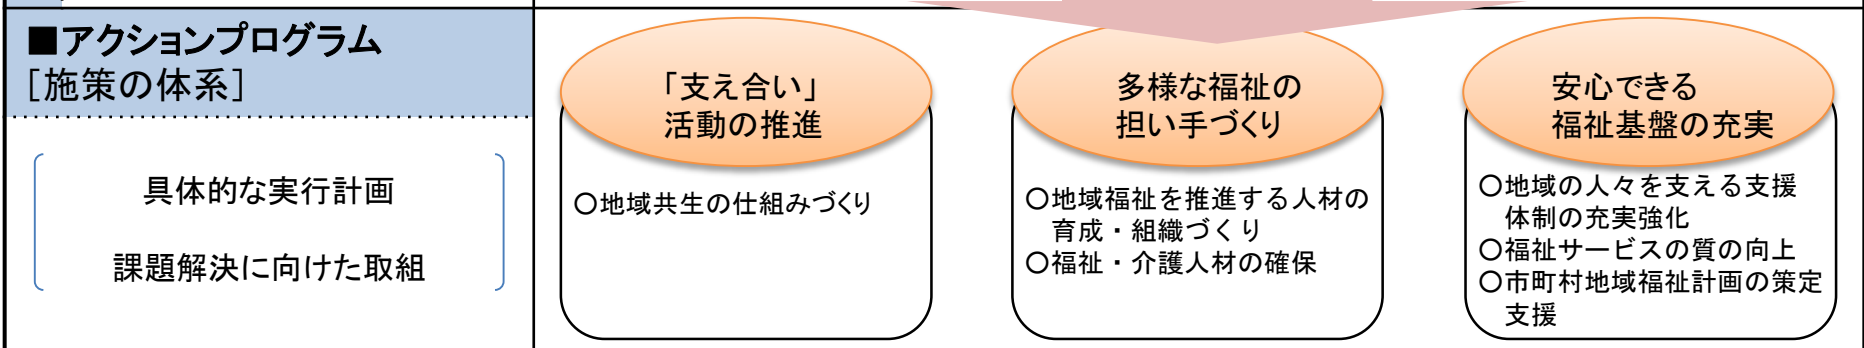 ■アクションプログラム
[施策の体系]
具体的な実行計画
課題解決に向けた取組
「支え合い」
活動の推進
○地域共生の仕組みづくり
多様な福祉の
担い手づくり
○地域福祉を推進する人材の
育成・組織づくり
○福祉・介護人材の確保
安心できる
福祉基盤の充実
○地域の人々を支える支援
体制の充実強化
○福祉サービスの質の向上
○市町村地域福祉計画の策定
支援